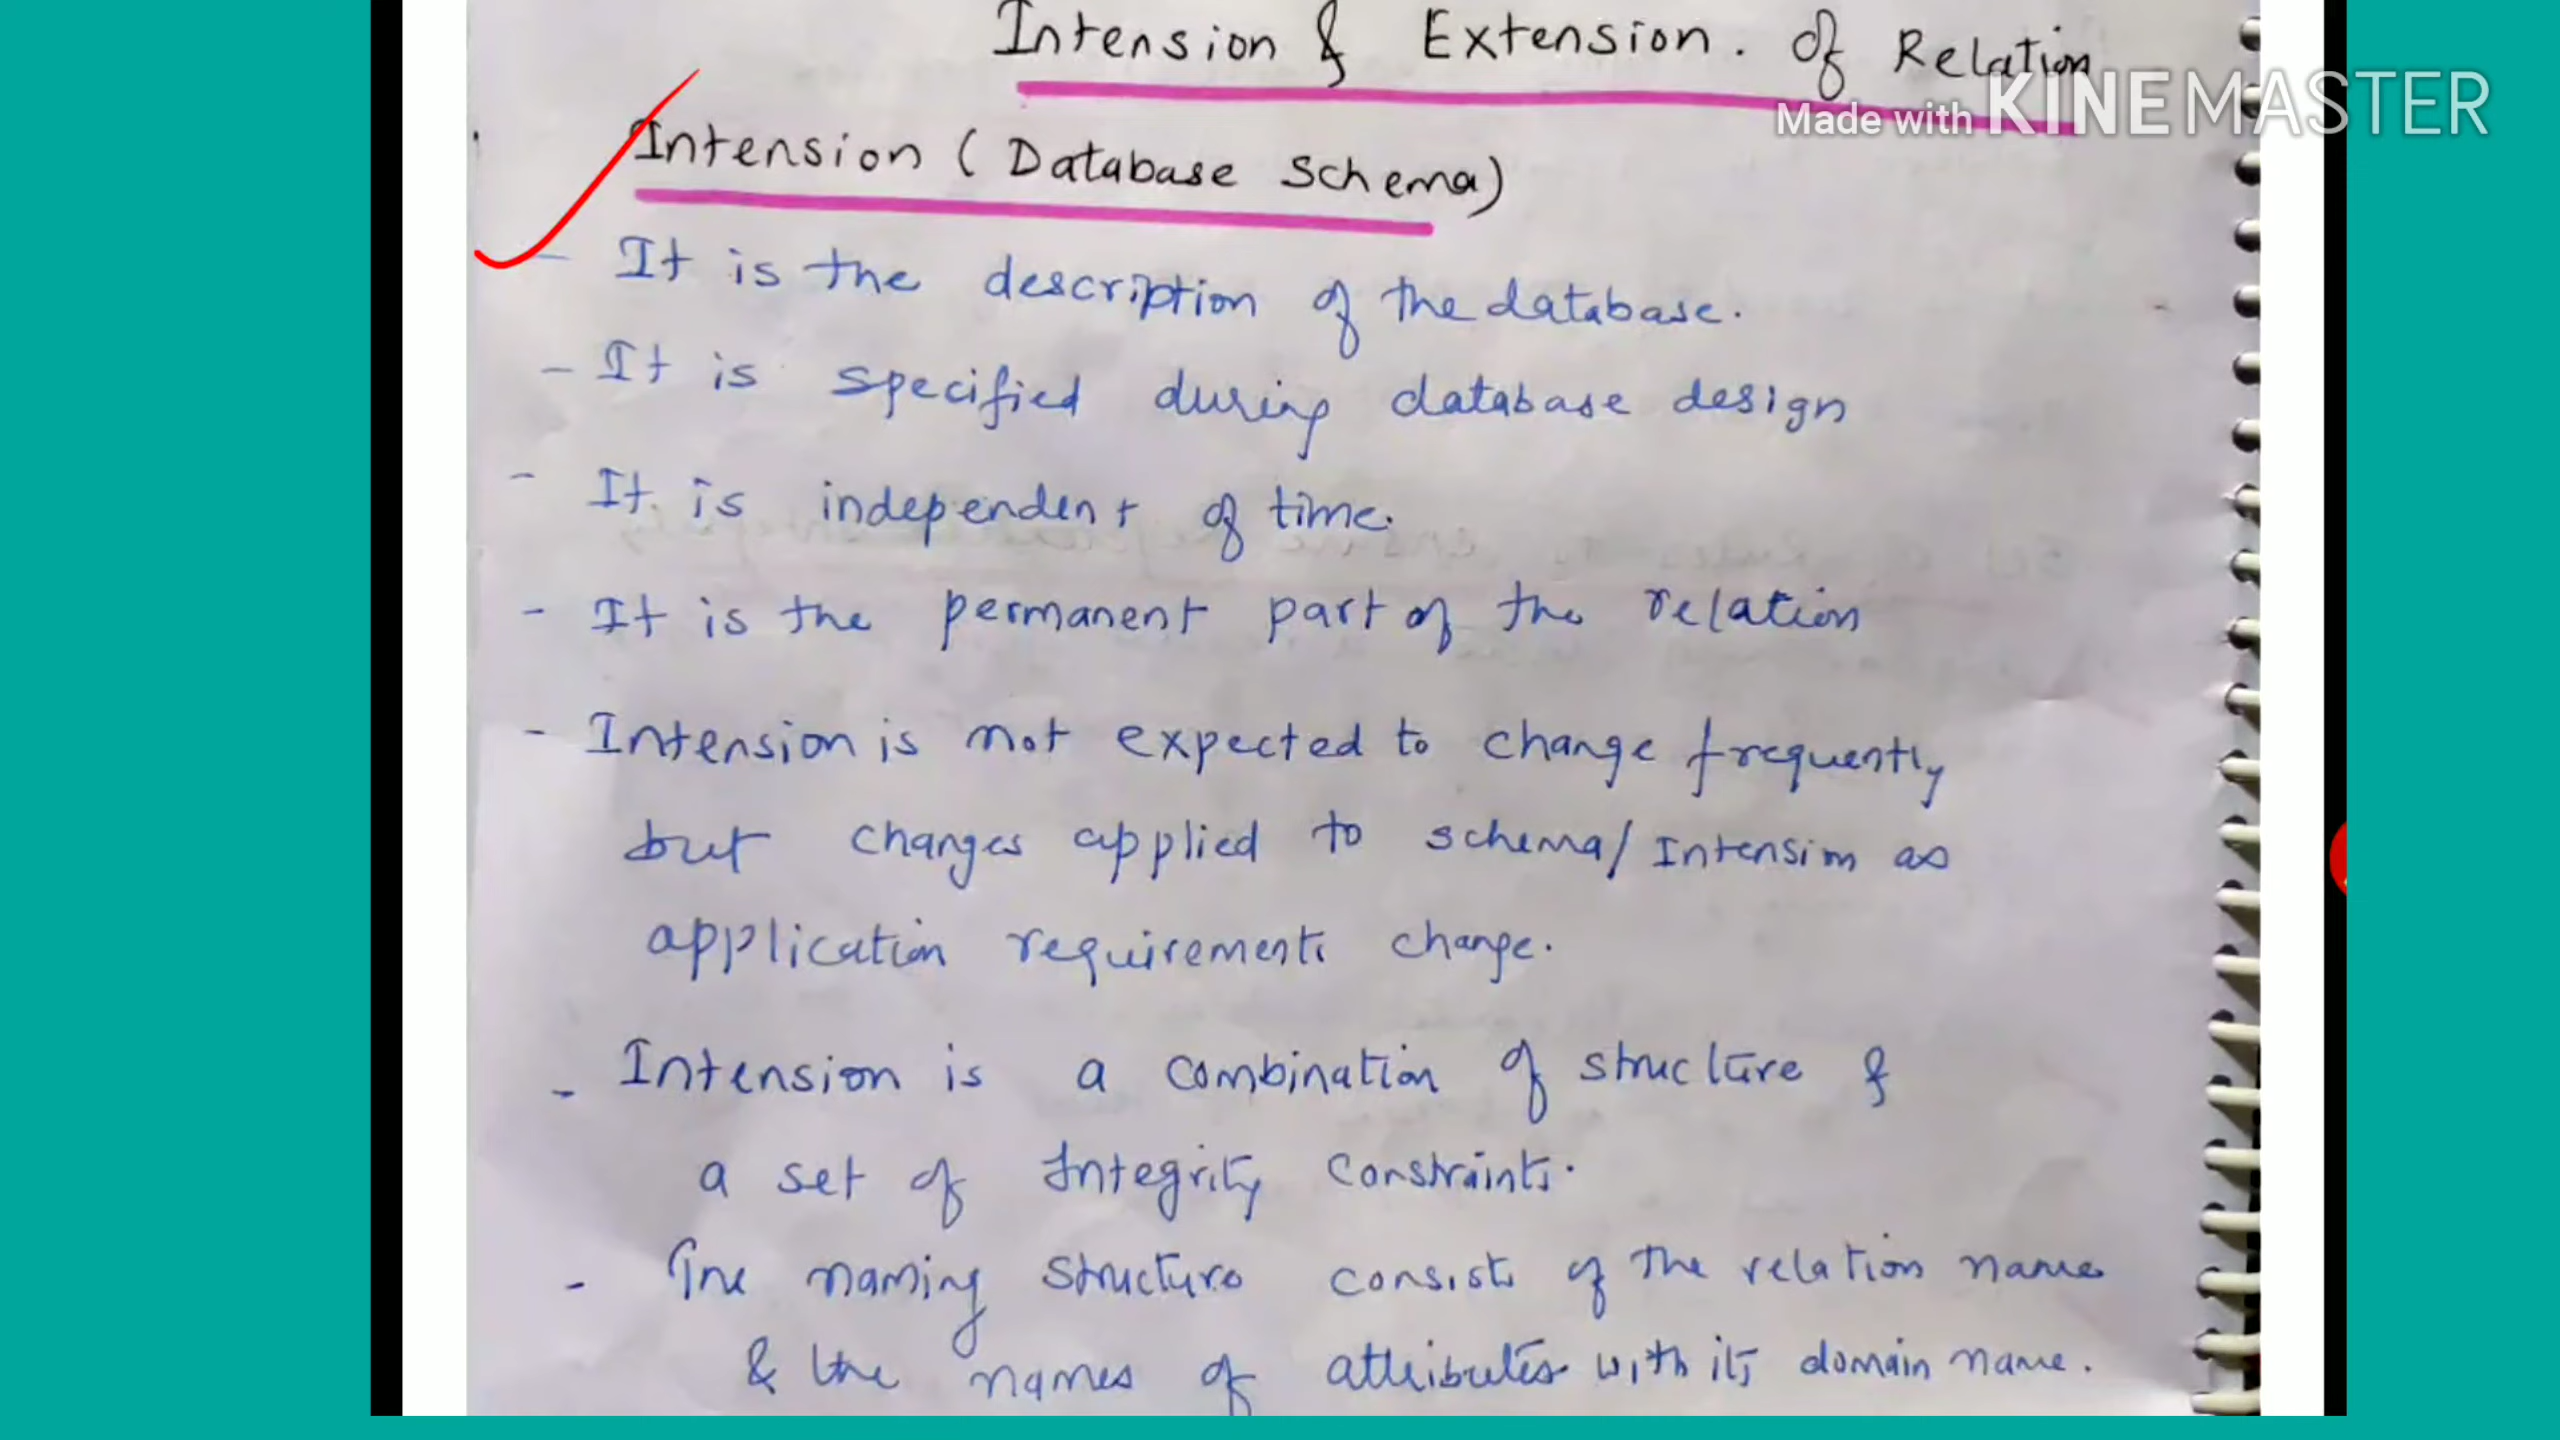 Intension & Extension. of Relation
Made with KINEMASTER
Intension (Database Schema)
- It is the description of the database.
- It is specified during database design
- It is independent of time.
- It is the permanent part of the relation
- Intension is not expected to change frequently
but changes applied to schema/Intension as
application requirements change.
- Intension is a combination of structure &
a set of Integrity Constraints.
- The naming structure consists of the relation name
& the names of attributes with its domain name.